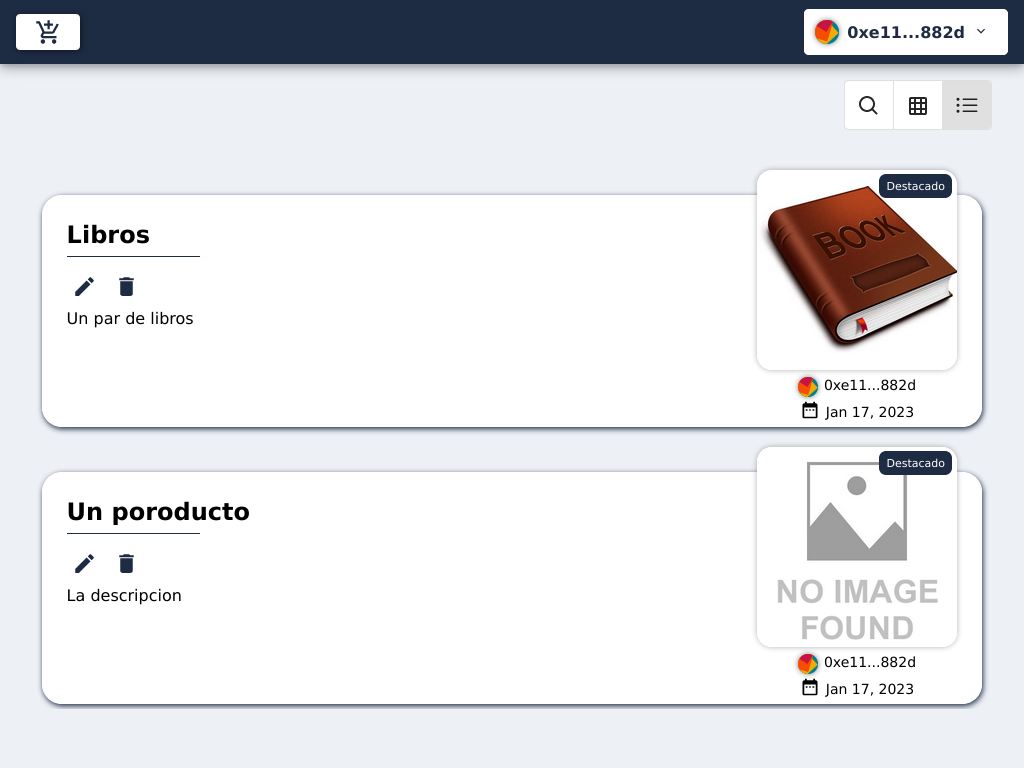 0xe11...882d
Libros
Un par de libros
Destacado
BOOK
0xe11...882d
Jan 17, 2023
Un poroducto
La descripcion
Destacado
NO IMAGE
FOUND
0xe11...882d
Jan 17, 2023